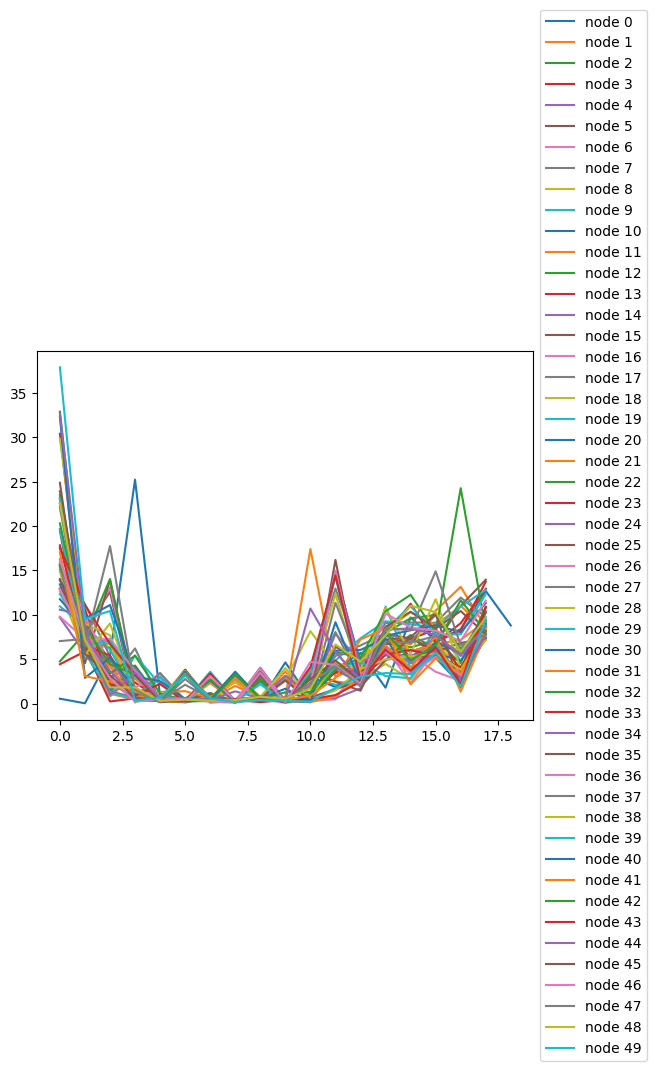 node 0
node 1
node 2
node 3
node 4
node 5
node 6
node 7
node 8
node 9
node 10
node 11
node 12
node 13
node 14
node 15
node 16
node 17
node 18
node 19
node 20
node 21
node 22
node 23
node 24
node 25
node 26
node 27
node 28
node 29
node 30
node 31
node 32
node 33
node 34
node 35
node 36
node 37
node 38
node 39
node 40
node 41
node 42
node 43
node 44
node 45
node 46
node 47
node 48
node 49
35
30
25
20
15
10
5
0
0.0 2.5 5.0 7.5 10.0 12.5 15.0 17.5